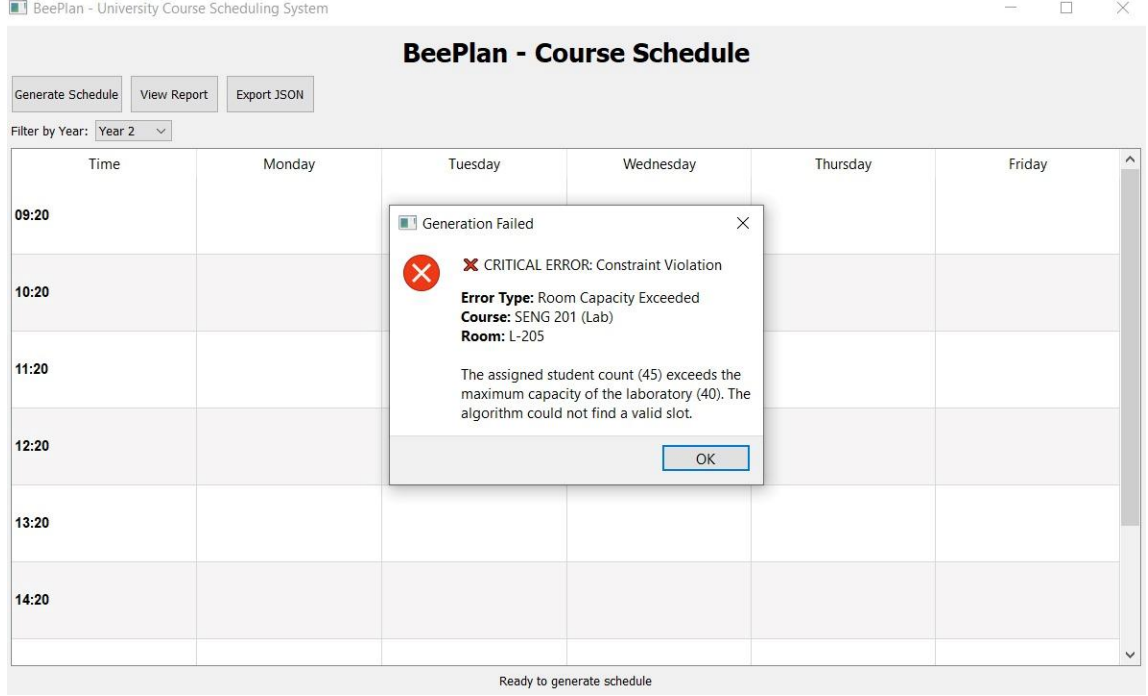 BeePlan - University Course Scheduling System
BeePlan - Course Schedule
Generate Schedule View Report Export JSON
Filter by Year: Year 2
Time Monday Tuesday Wednesday Thursday Friday
09:20
10:20
11:20
12:20
13:20
14:20
Generation Failed
❌ CRITICAL ERROR: Constraint Violation
Error Type: Room Capacity Exceeded
Course: SENG 201 (Lab)
Room: L-205
The assigned student count (45) exceeds the
maximum capacity of the laboratory (40). The
algorithm could not find a valid slot.
OK
Ready to generate schedule